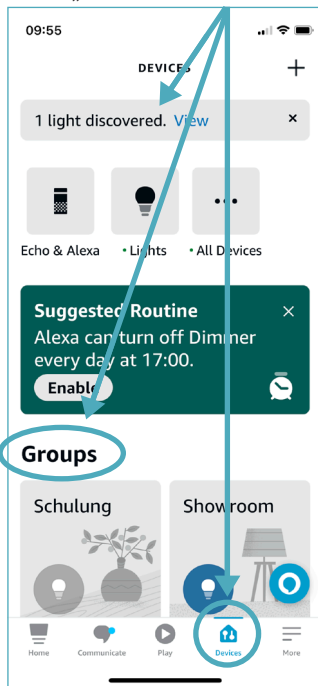 09:55
DEVICES
1 light discovered. View
Echo & Alexa
Lights
All Devices
Suggested Routine
Alexa can turn off Dimmer
every day at 17:00.
Enable
Groups
Schulung
Showroom
Home
Communicate
Play
Devices
More